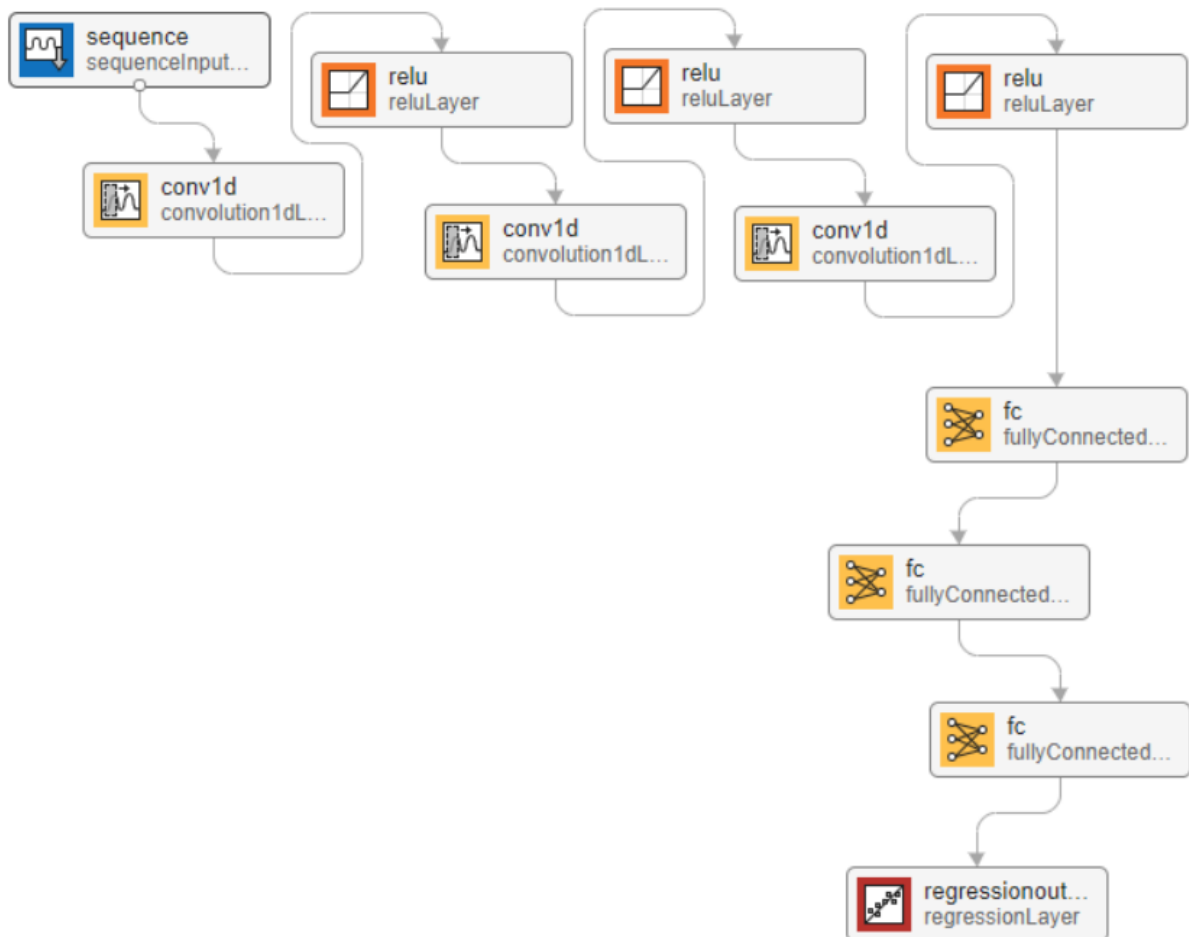 sequence
sequenceInput...
conv1d
convolution1dL...
relu
reluLayer
conv1d
convolution1dL...
relu
reluLayer
conv1d
convolution1dL...
relu
reluLayer
fc
fullyConnected...
fc
fullyConnected...
fc
fullyConnected...
regressionout...
regressionLayer